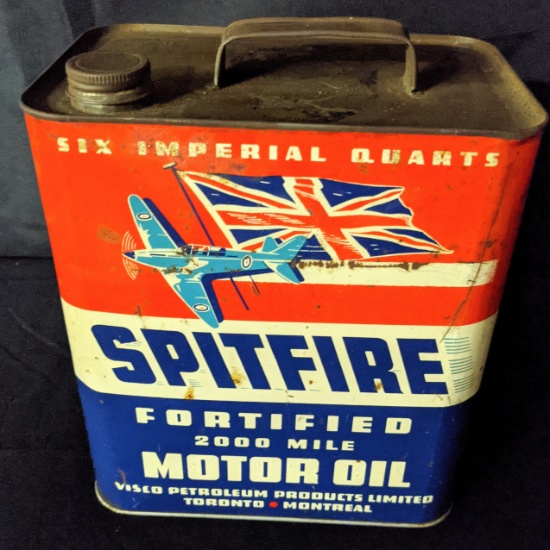 SIX IMPERIAL QUARTS
SPITFIRE
FORTIFIED
2000 MILE
MOTOR OIL
VISCO PETROLEUM PRODUCTS LIMITED
TORONTO • MONTREAL